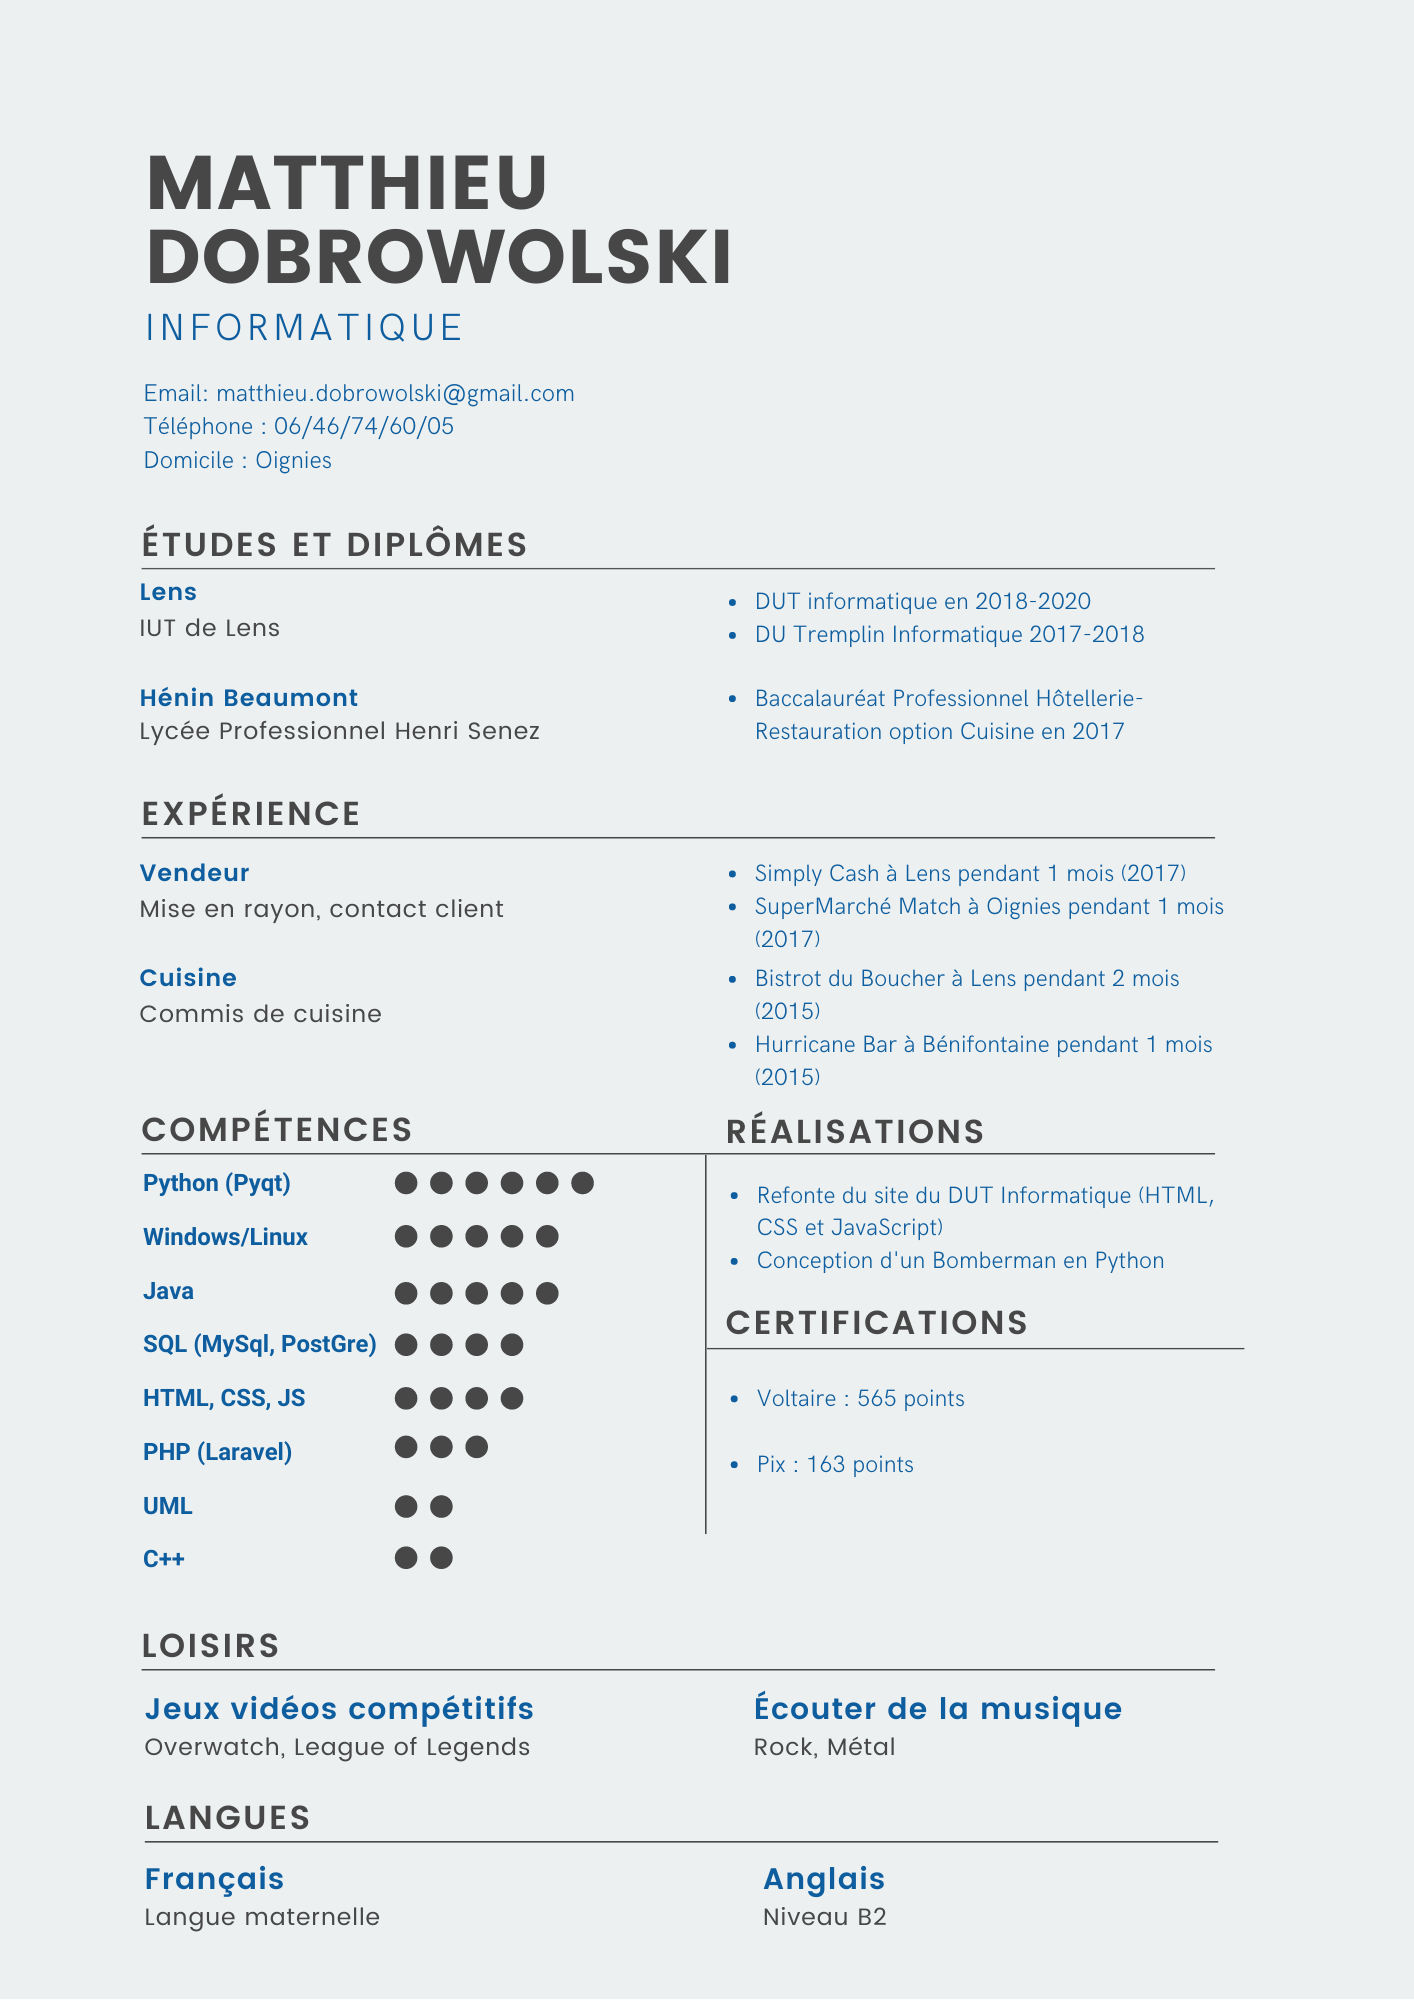 MATTHIEU
DOBROWOLSKI
INFORMATIQUE
Email: matthieu.dobrowolski@gmail.com
Téléphone : 06/46/74/60/05
Domicile : Oignies
ÉTUDES ET DIPLÔMES
Lens
IUT de Lens
• DUT informatique en 2018-2020
• DU Tremplin Informatique 2017-2018
Hénin Beaumont
Lycée Professionnel Henri Senez
• Baccalauréat Professionnel Hôtellerie-
Restauration option Cuisine en 2017
EXPÉRIENCE
Vendeur
Mise en rayon, contact client
• Simply Cash à Lens pendant 1 mois (2017)
• SuperMarché Match à Oignies pendant 1 mois
(2017)
Cuisine
Commis de cuisine
• Bistrot du Boucher à Lens pendant 2 mois
(2015)
• Hurricane Bar à Bénifontaine pendant 1 mois
(2015)
COMPÉTENCES
Python (Pyqt)
Windows/Linux
Java
SQL (MySql, PostGre)
HTML, CSS, JS
PHP (Laravel)
UML
C++
RÉALISATIONS
• Refonte du site du DUT Informatique (HTML,
CSS et JavaScript)
• Conception d'un Bomberman en Python
CERTIFICATIONS
• Voltaire : 565 points
• Pix : 163 points
LOISIRS
Jeux vidéos compétitifs
Overwatch, League of Legends
Écouter de la musique
Rock, Métal
LANGUES
Français
Langue maternelle
Anglais
Niveau B2